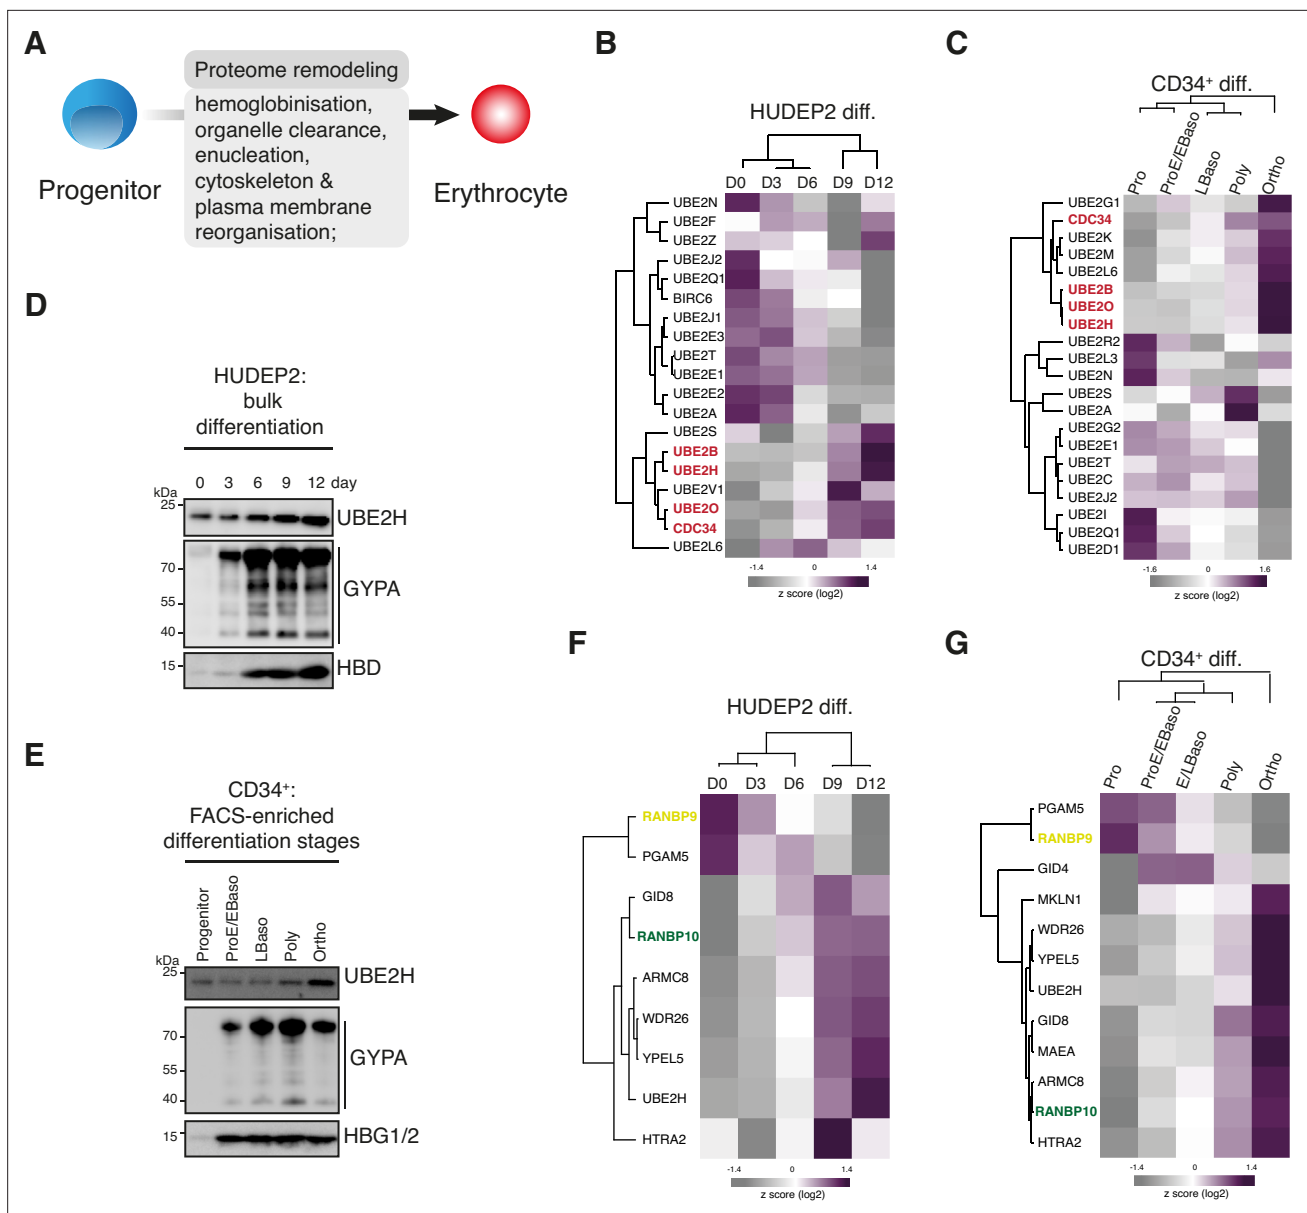 A
Proteome remodeling
hemoglobinisation,
organelle clearance,
enucleation,
cytoskeleton &
plasma membrane
reorganisation;
Progenitor
Erythrocyte
B
HUDEP2 diff.
D0 D3 D6 D9 D12
UBE2N
UBE2F
UBE2Z
UBE2J2
UBE2Q1
BIRC6
UBE2J1
UBE2E3
UBE2T
UBE2E1
UBE2E2
UBE2A
UBE2S
UBE2B
UBE2H
UBE2V1
UBE2O
CDC34
UBE2L6
-1.4 0 1.4
z score (log2)
C
CD34+ diff.
Pro ProE/EBaso LBaso Poly Ortho
UBE2G1
CDC34
UBE2K
UBE2M
UBE2L6
UBE2B
UBE2O
UBE2H
UBE2R2
UBE2L3
UBE2N
UBE2S
UBE2A
UBE2G2
UBE2E1
UBE2T
UBE2C
UBE2J2
UBE2I
UBE2Q1
UBE2D1
-1.6 0 1.6
z score (log2)
D
HUDEP2:
bulk
differentiation
0 3 6 9 12 day
kDa
25
UBE2H
70
55
40
GYPA
15
HBD
E
CD34+:
FACS-enriched
differentiation stages
Progenitor ProE/EBaso LBaso Poly Ortho
kDa
25
UBE2H
70
55
40
GYPA
15
HBG1/2
F
HUDEP2 diff.
D0 D3 D6 D9 D12
RANBP9
PGAM5
GID8
RANBP10
ARMC8
WDR26
YPEL5
UBE2H
HTRA2
-1.4 0 1.4
z score (log2)
G
CD34+ diff.
Pro ProE/EBaso E/LBaso Poly Ortho
PGAM5
RANBP9
GID4
MKLN1
WDR26
YPEL5
UBE2H
GID8
MAEA
ARMC8
RANBP10
HTRA2
-1.4 0 1.4
z score (log2)